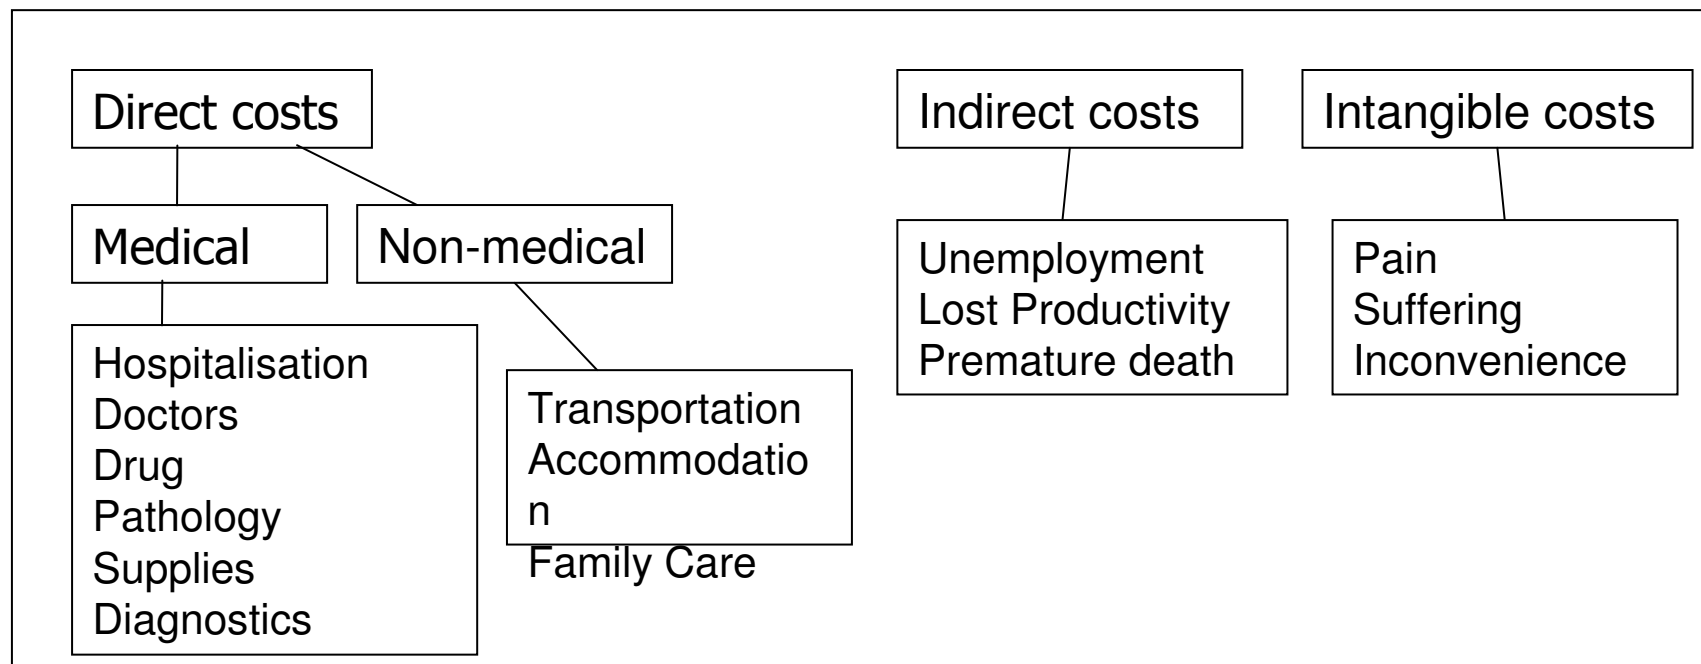 Direct costs
Indirect costs
Intangible costs
Medical
Non-medical
Hospitalisation
Doctors
Drug
Pathology
Supplies
Diagnostics
Transportation
Accommodatio
n
Family Care
Unemployment
Lost Productivity
Premature death
Pain
Suffering
Inconvenience